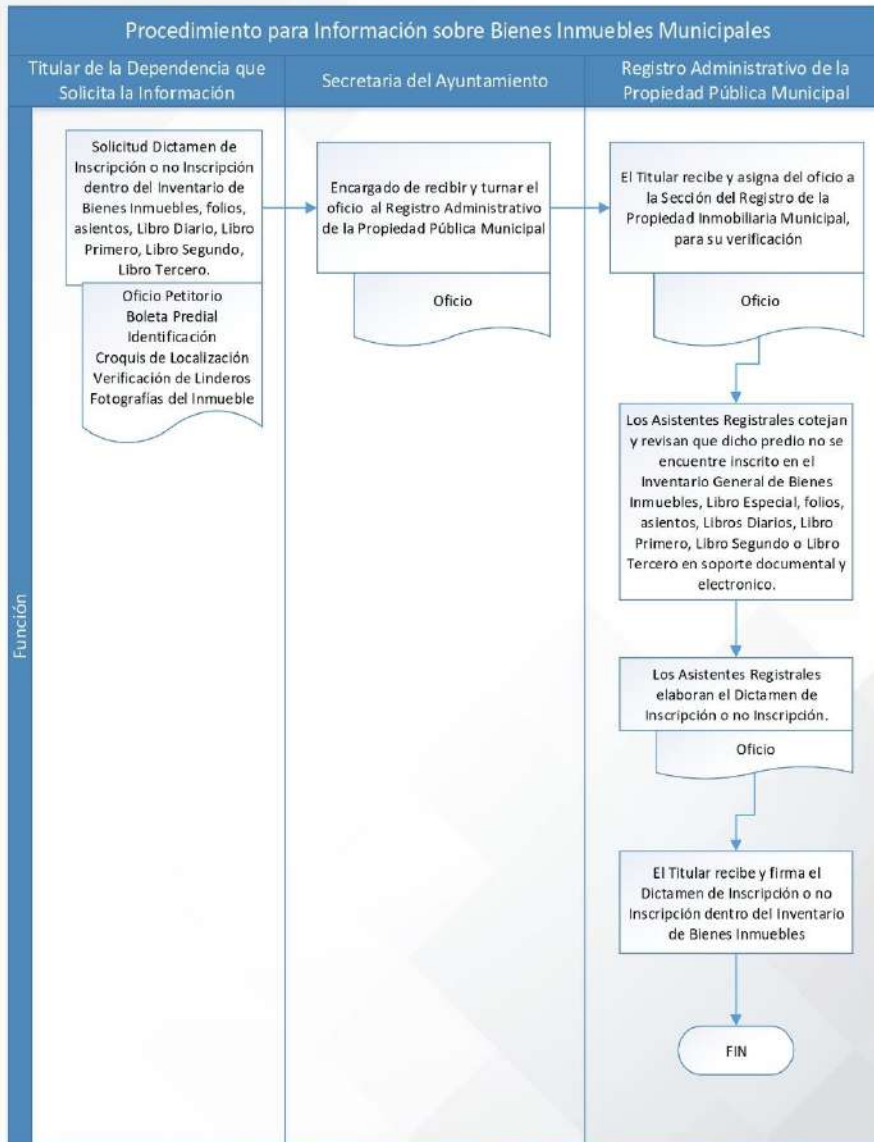 Procedimiento para Información sobre Bienes Inmuebles Municipales
Titular de la Dependencia que
Solicita la Información
Secretaria del Ayuntamiento
Registro Administrativo de la
Propiedad Pública Municipal
Función
Solicitud Dictamen de
Inscripción o no Inscripción
dentro del Inventario de
Bienes Inmuebles, folios,
asientos, Libro Diario, Libro
Primero, Libro Segundo,
Libro Tercero.
Oficio Petitorio
Boleta Predial
Identificación
Croquis de Localización
Verificación de Linderos
Fotografías del Inmueble
Encargado de recibir y turnar el
oficio al Registro Administrativo
de la Propiedad Pública Municipal
Oficio
El Titular recibe y asigna del oficio a
la Sección del Registro de la
Propiedad Inmobiliaria Municipal,
para su verificación
Oficio
Los Asistentes Registrales cotejan
y revisan que dicho predio no se
encuentre inscrito en el
Inventario General de Bienes
Inmuebles, Libro Especial, folios,
asientos, Libros Diarios, Libro
Primero, Libro Segundo o Libro
Tercero en soporte documental y
electronico.
Los Asistentes Registrales
elaboran el Dictamen de
Inscripción o no Inscripción.
Oficio
El Titular recibe y firma el
Dictamen de Inscripción o no
Inscripción dentro del Inventario
de Bienes Inmuebles
FIN